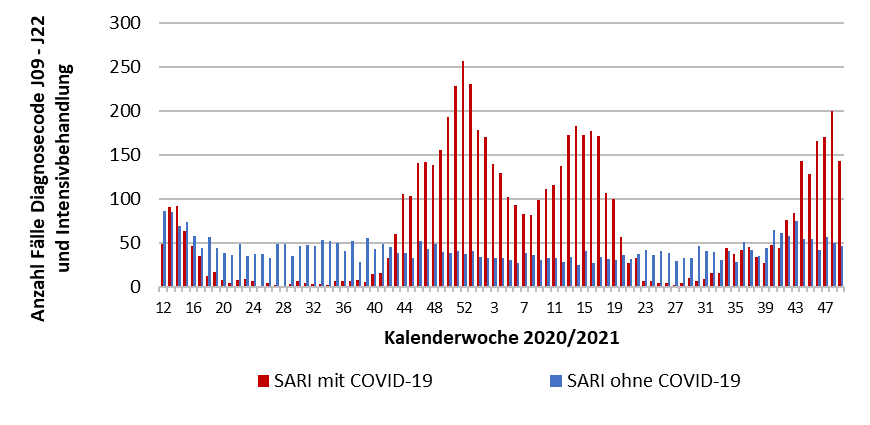 Anzahl Fälle Diagnosecode J09 - J22
und Intensivbehandlung
300
250
200
150
100
50
0
12 16 20 24 28 32 36 40 44 48 52 3 7 11 15 19 23 27 31 35 39 43 47
Kalenderwoche 2020/2021
SARI mit COVID-19 SARI ohne COVID-19